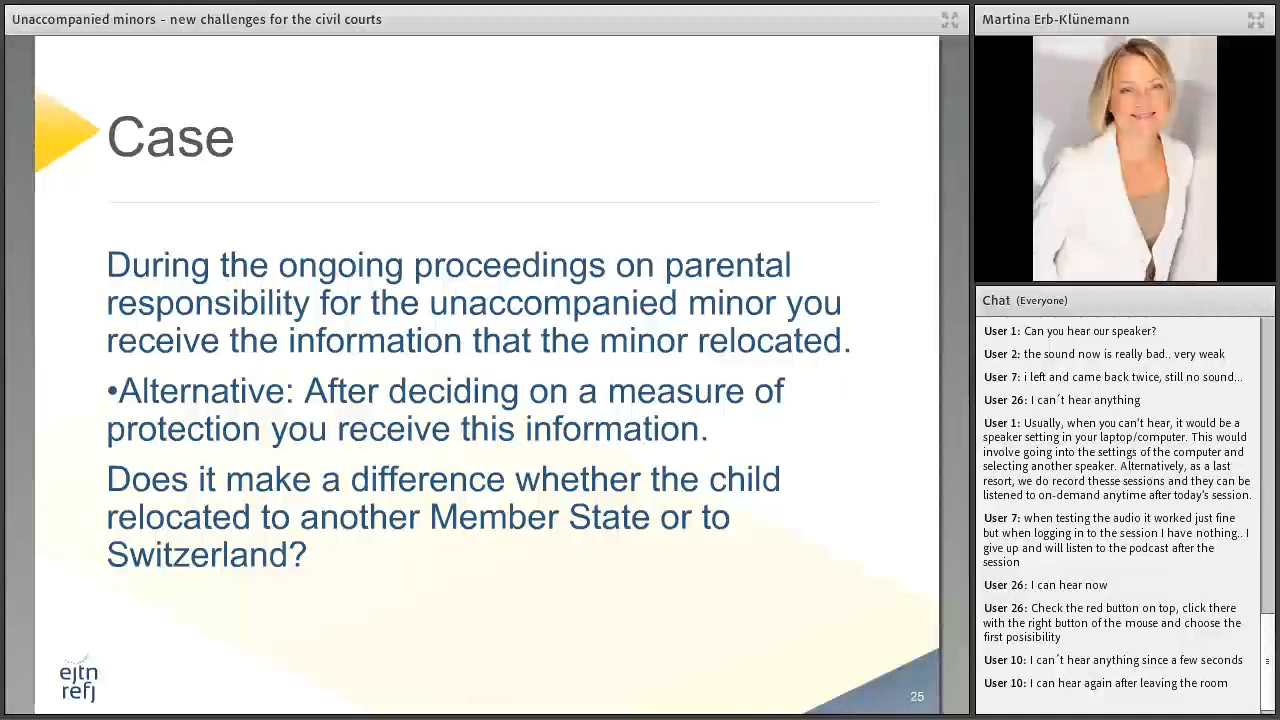 Unaccompanied minors - new challenges for the civil courts
Case
During the ongoing proceedings on parental
responsibility for the unaccompanied minor you
receive the information that the minor relocated.
•Alternative: After deciding on a measure of
protection you receive this information.
Does it make a difference whether the child
relocated to another Member State or to
Switzerland?
ejtn
refj
25
Martina Erb-Klünemann
Chat (Everyone)
User 1: Can you hear our speaker?
User 2: the sound now is really bad.. very weak
User 7: i left and came back twice, still no sound...
User 26: I can´t hear anything
User 1: Usually, when you can't hear, it would be a
speaker setting in your laptop/computer. This would
involve going into the settings of the computer and
selecting another speaker. Alternatively, as a last
resort, we do record thesse sessions and they can be
listened to on-demand anytime after today's session.
User 7: when testing the audio it worked just fine
but when logging in to the session I have nothing.. I
give up and will listen to the podcast after the
session
User 26: I can hear now
User 26: Check the red button on top, click there
with the right button of the mouse and choose the
first posisibility
User 10: I can´t hear anything since a few seconds
User 10: I can hear again after leaving the room